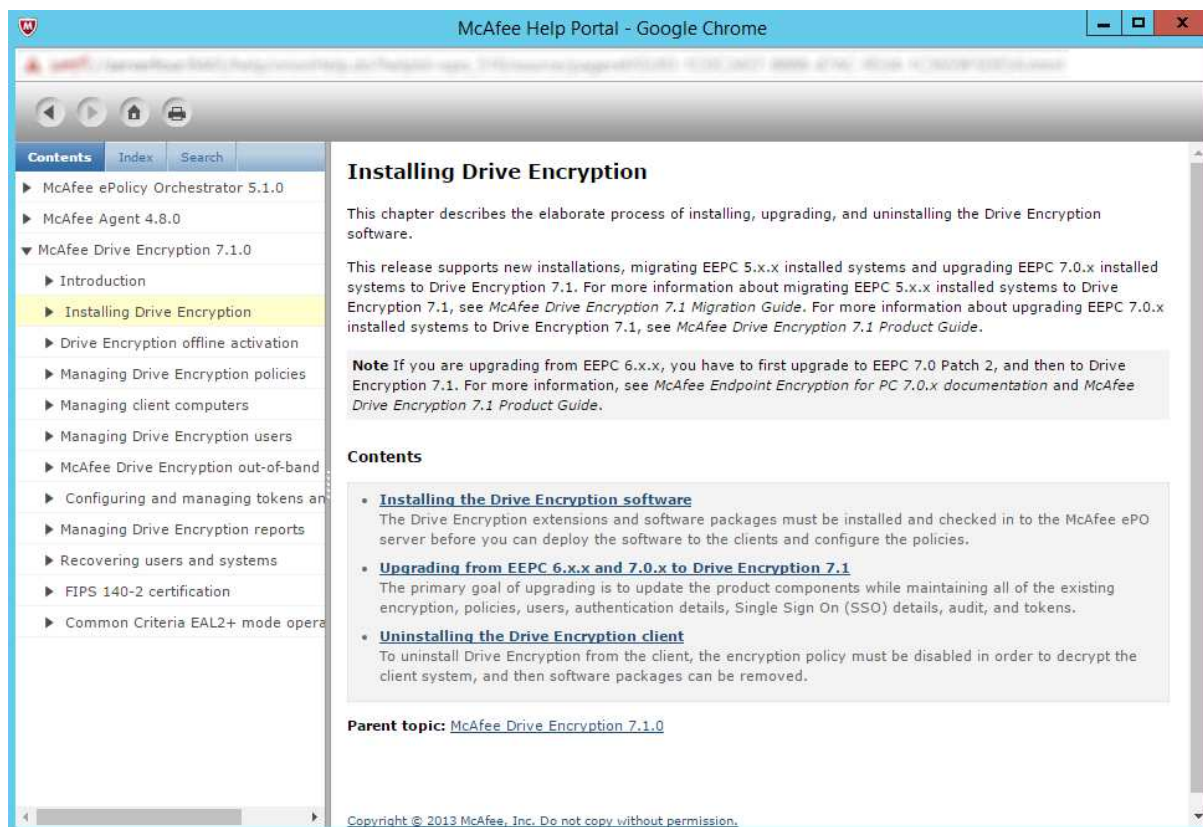 McAfee Help Portal - Google Chrome
Contents Index Search
McAfee ePolicy Orchestrator 5.1.0
McAfee Agent 4.8.0
McAfee Drive Encryption 7.1.0
Introduction
Installing Drive Encryption
Drive Encryption offline activation
Managing Drive Encryption policies
Managing client computers
Managing Drive Encryption users
McAfee Drive Encryption out-of-band
Configuring and managing tokens an
Managing Drive Encryption reports
Recovering users and systems
FIPS 140-2 certification
Common Criteria EAL2+ mode opera
Installing Drive Encryption
This chapter describes the elaborate process of installing, upgrading, and uninstalling the Drive Encryption
software.
This release supports new installations, migrating EEPC 5.x.x installed systems and upgrading EEPC 7.0.x installed
systems to Drive Encryption 7.1. For more information about migrating EEPC 5.x.x installed systems to Drive
Encryption 7.1, see McAfee Drive Encryption 7.1 Migration Guide. For more information about upgrading EEPC 7.0.x
installed systems to Drive Encryption 7.1, see McAfee Drive Encryption 7.1 Product Guide.
Note If you are upgrading from EEPC 6.x.x, you have to first upgrade to EEPC 7.0 Patch 2, and then to Drive
Encryption 7.1. For more information, see McAfee Endpoint Encryption for PC 7.0.x documentation and McAfee
Drive Encryption 7.1 Product Guide.
Contents
• Installing the Drive Encryption software
The Drive Encryption extensions and software packages must be installed and checked in to the McAfee ePO
server before you can deploy the software to the clients and configure the policies.
• Upgrading from EEPC 6.x.x and 7.0.x to Drive Encryption 7.1
The primary goal of upgrading is to update the product components while maintaining all of the existing
encryption, policies, users, authentication details, Single Sign On (SSO) details, audit, and tokens.
• Uninstalling the Drive Encryption client
To uninstall Drive Encryption from the client, the encryption policy must be disabled in order to decrypt the
client system, and then software packages can be removed.
Parent topic: McAfee Drive Encryption 7.1.0
Copyright © 2013 McAfee, Inc. Do not copy without permission.